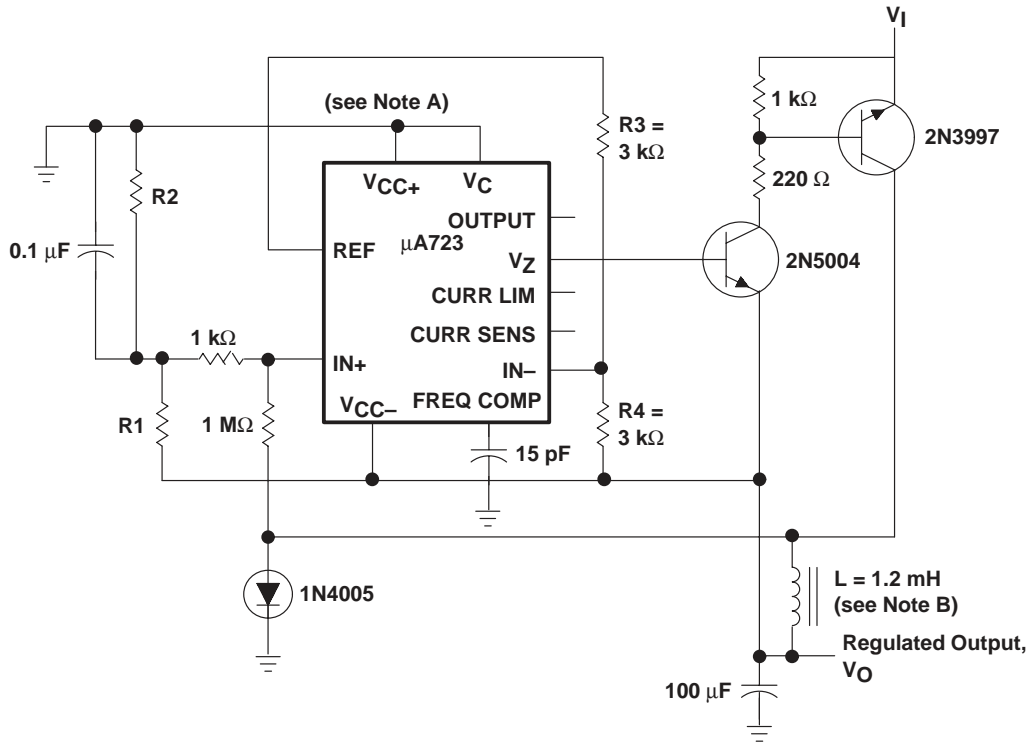 V_I
(see Note A)
1 kΩ
R3 =
3 kΩ
2N3997
V_CC+
V_C
R2
220 Ω
OUTPUT
0.1 μF
REF
μA723
V_Z
2N5004
CURR LIM
CURR SENS
1 kΩ
IN+
IN−
V_CC−
FREQ COMP
R1
1 MΩ
R4 =
3 kΩ
15 pF
1N4005
L = 1.2 mH
(see Note B)
Regulated Output,
V_O
100 μF